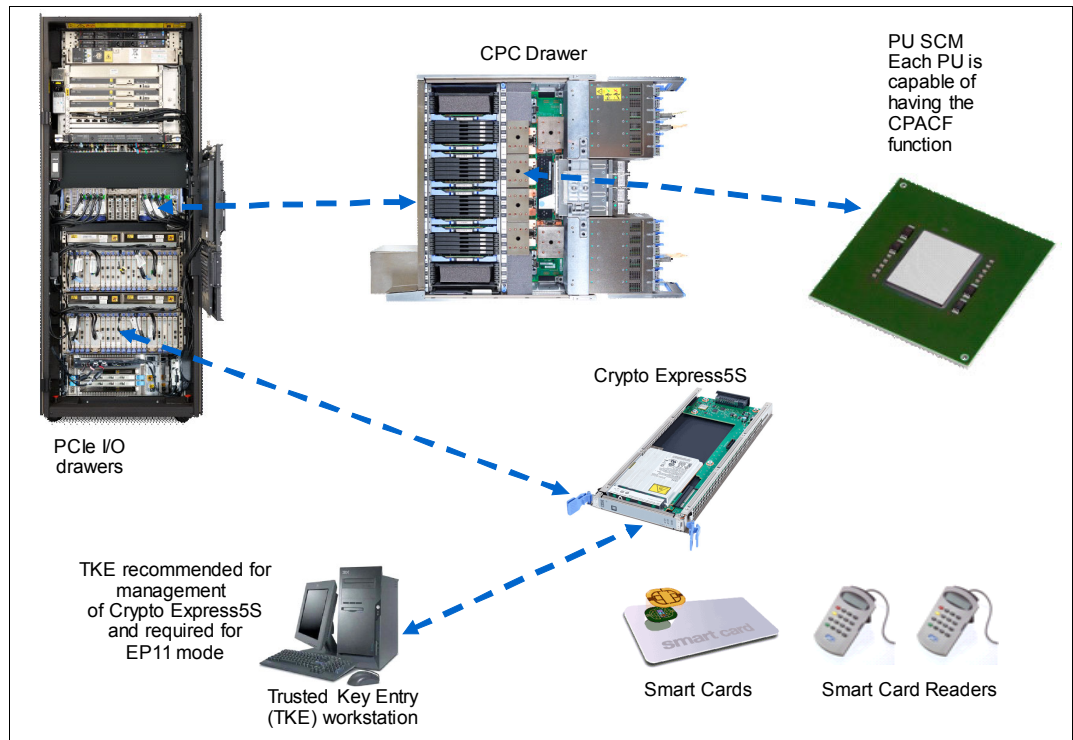 CPC Drawer
PU SCM
Each PU is
capable of
having the
CPACF
function
Crypto Express5S
PCIe I/O
drawers
TKE recommended for
management
of Crypto Express5S
and required for
EP11 mode
Trusted Key Entry
(TKE) workstation
smart card
Smart Cards
Smart Card Readers